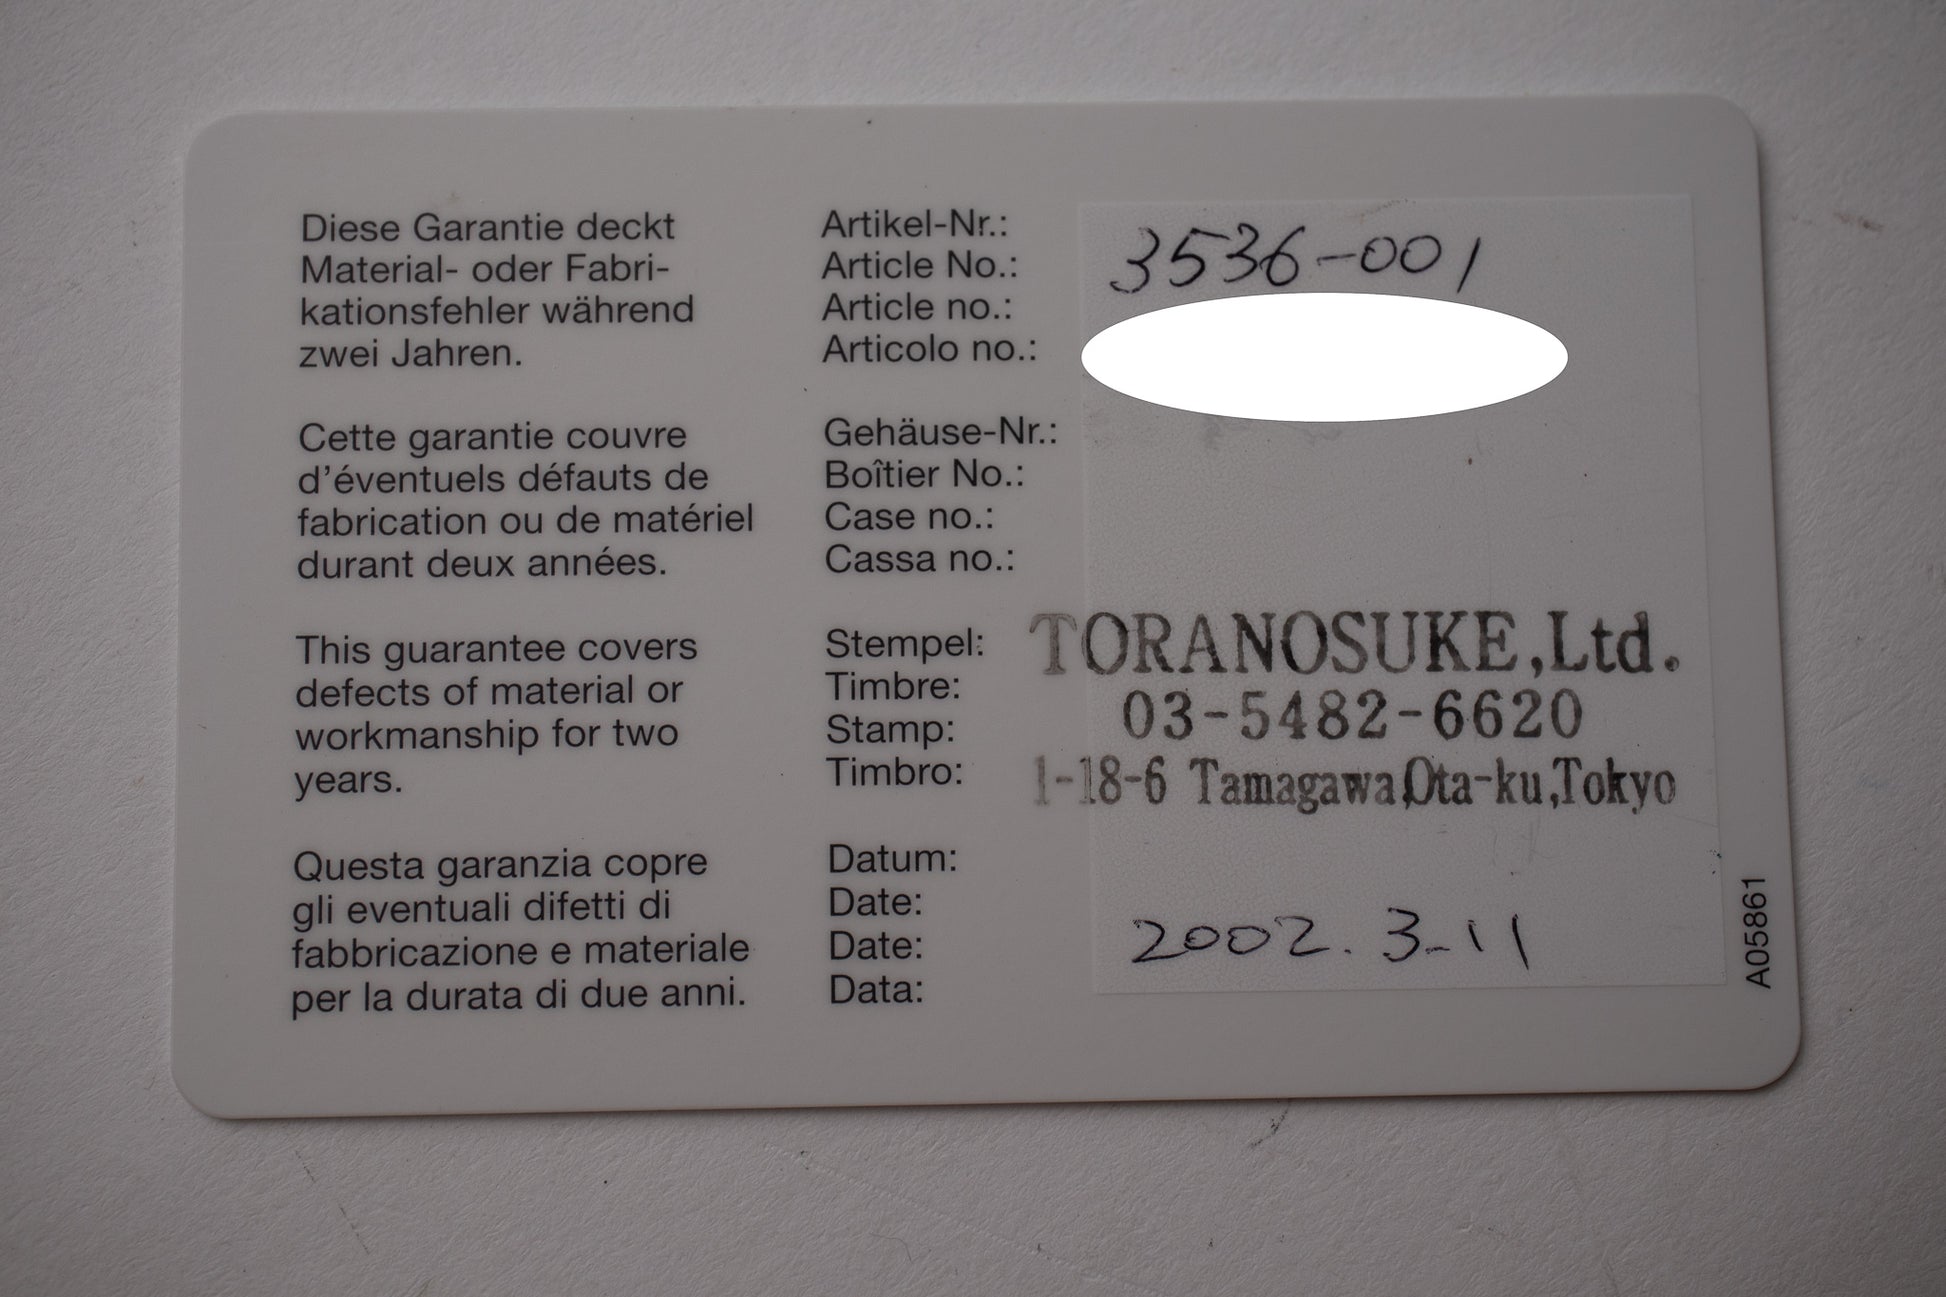 Diese Garantie deckt
Material- oder Fabri-
kationsfehler während
zwei Jahren.
Cette garantie couvre
d'éventuels défauts de
fabrication ou de matériel
durant deux années.
This guarantee covers
defects of material or
workmanship for two
years.
Questa garanzia copre
gli eventuali difetti di
fabbricazione e materiale
per la durata di due anni.
Artikel-Nr.:
Article No.:
Article no.:
Articolo no.:
3536-001
Gehäuse-Nr.:
Boîtier No.:
Case no.:
Cassa no.:
Stempel:
Timbre:
Stamp:
Timbro:
TORANOSUKE,Ltd.
03-5482-6620
1-18-6 Tamagawa,Ota-ku,Tokyo
Datum:
Date:
Date:
Data:
2002.3-11
A05861